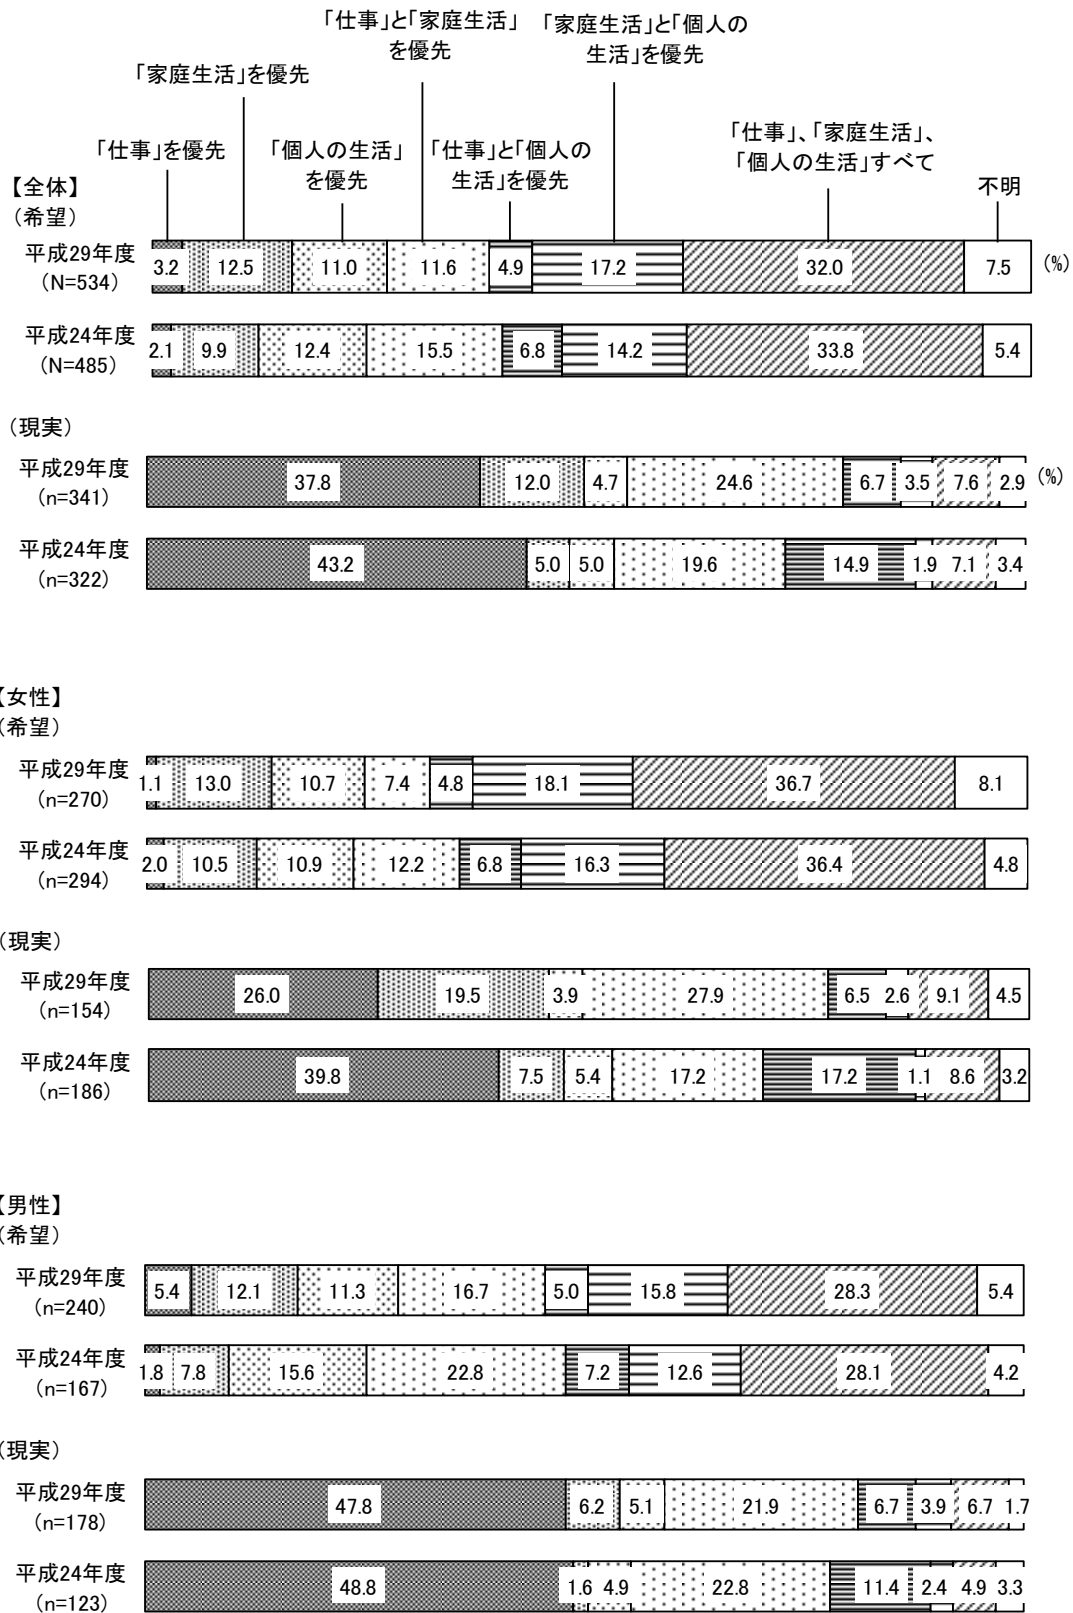 「仕事」と「家庭生活」
を優先
「家庭生活」と「個人の
生活」を優先
「家庭生活」を優先
「仕事」を優先
「個人の生活」
を優先
「仕事」と「個人の
生活」を優先
「仕事」、「家庭生活」、
「個人の生活」すべて
不明
【全体】
（希望）
平成29年度
（N=534）
3.2 12.5 11.0 11.6 4.9 17.2 32.0 7.5 (%)
平成24年度
（N=485）
2.1 9.9 12.4 15.5 6.8 14.2 33.8 5.4
（現実）
平成29年度
（n=341）
37.8 12.0 4.7 24.6 6.7 3.5 7.6 2.9 (%)
平成24年度
（n=322）
43.2 5.0 5.0 19.6 14.9 1.9 7.1 3.4
【女性】
（希望）
平成29年度
（n=270）
1.1 13.0 10.7 7.4 4.8 18.1 36.7 8.1
平成24年度
（n=294）
2.0 10.5 10.9 12.2 6.8 16.3 36.4 4.8
（現実）
平成29年度
（n=154）
26.0 19.5 3.9 27.9 6.5 2.6 9.1 4.5
平成24年度
（n=186）
39.8 7.5 5.4 17.2 17.2 1.1 8.6 3.2
【男性】
（希望）
平成29年度
（n=240）
5.4 12.1 11.3 16.7 5.0 15.8 28.3 5.4
平成24年度
（n=167）
1.8 7.8 15.6 22.8 7.2 12.6 28.1 4.2
（現実）
平成29年度
（n=178）
47.8 6.2 5.1 21.9 6.7 3.9 6.7 1.7
平成24年度
（n=123）
48.8 1.6 4.9 22.8 11.4 2.4 4.9 3.3